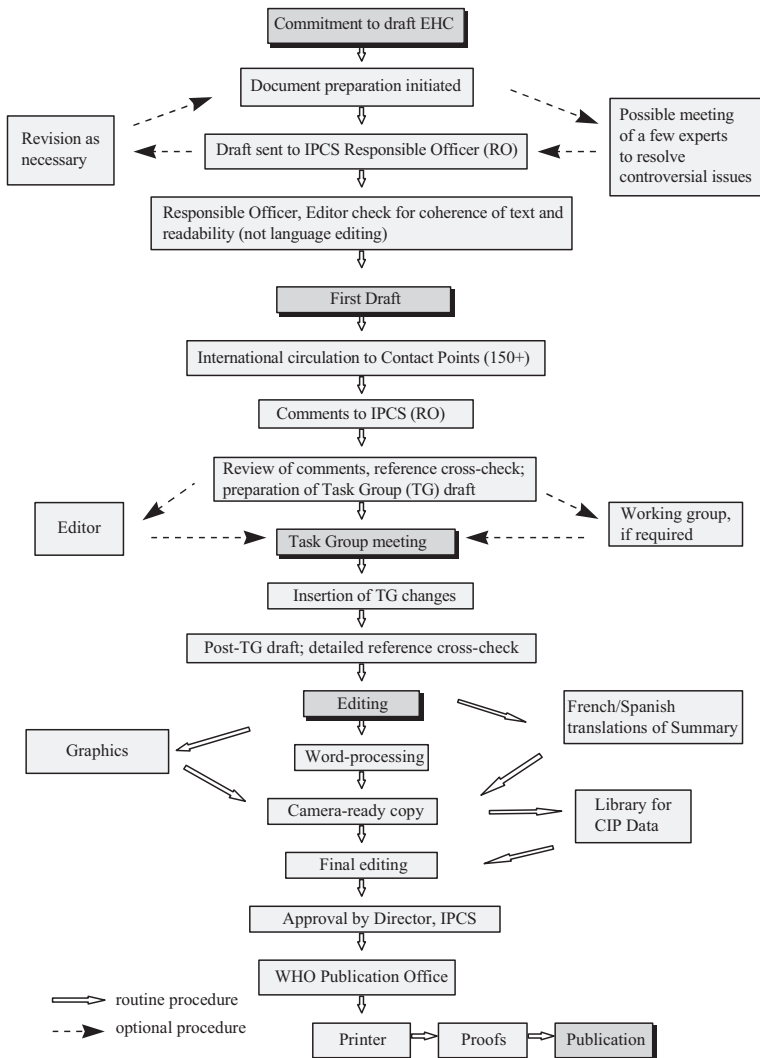 Commitment to draft EHC
Document preparation initiated
Revision as
necessary
Possible meeting
of a few experts
to resolve
controversial issues
Draft sent to IPCS Responsible Officer (RO)
Responsible Officer, Editor check for coherence of text and
readability (not language editing)
First Draft
International circulation to Contact Points (150+)
Comments to IPCS (RO)
Review of comments, reference cross-check;
preparation of Task Group (TG) draft
Editor
Working group,
if required
Task Group meeting
Insertion of TG changes
Post-TG draft; detailed reference cross-check
Editing
French/Spanish
translations of Summary
Graphics
Word-processing
Camera-ready copy
Library for
CIP Data
Final editing
Approval by Director, IPCS
WHO Publication Office
routine procedure
optional procedure
Printer
Proofs
Publication